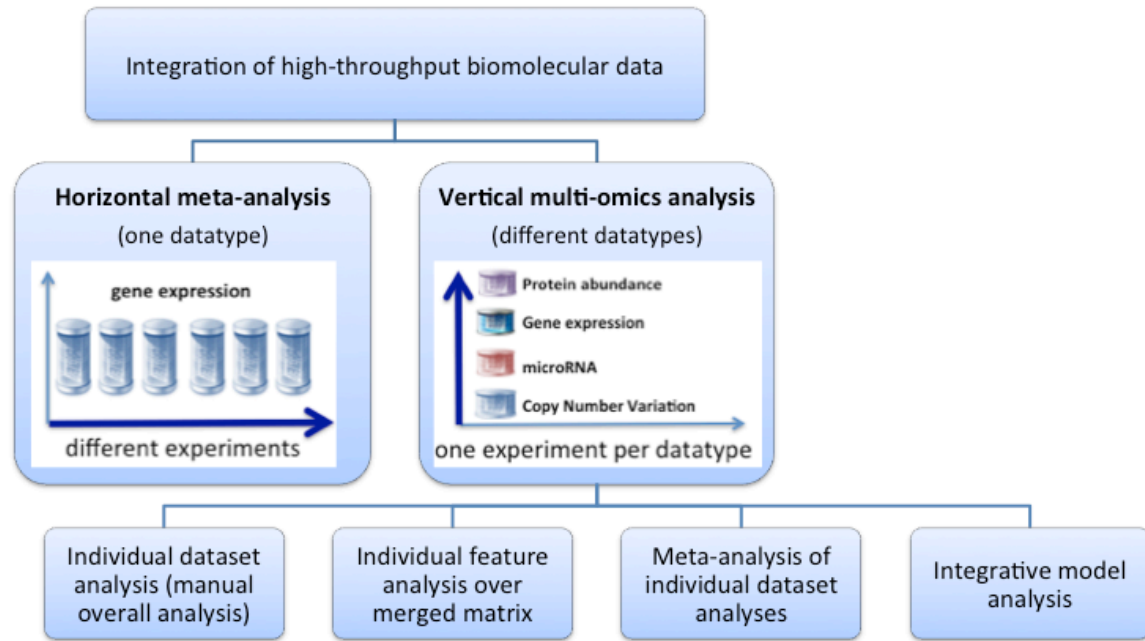 Integration of high-throughput biomolecular data
Horizontal meta-analysis
(one datatype)
gene expression
different experiments
Vertical multi-omics analysis
(different datatypes)
Protein abundance
Gene expression
microRNA
Copy Number Variation
one experiment per datatype
Individual dataset
analysis (manual
overall analysis)
Individual feature
analysis over
merged matrix
Meta-analysis of
individual dataset
analyses
Integrative model
analysis